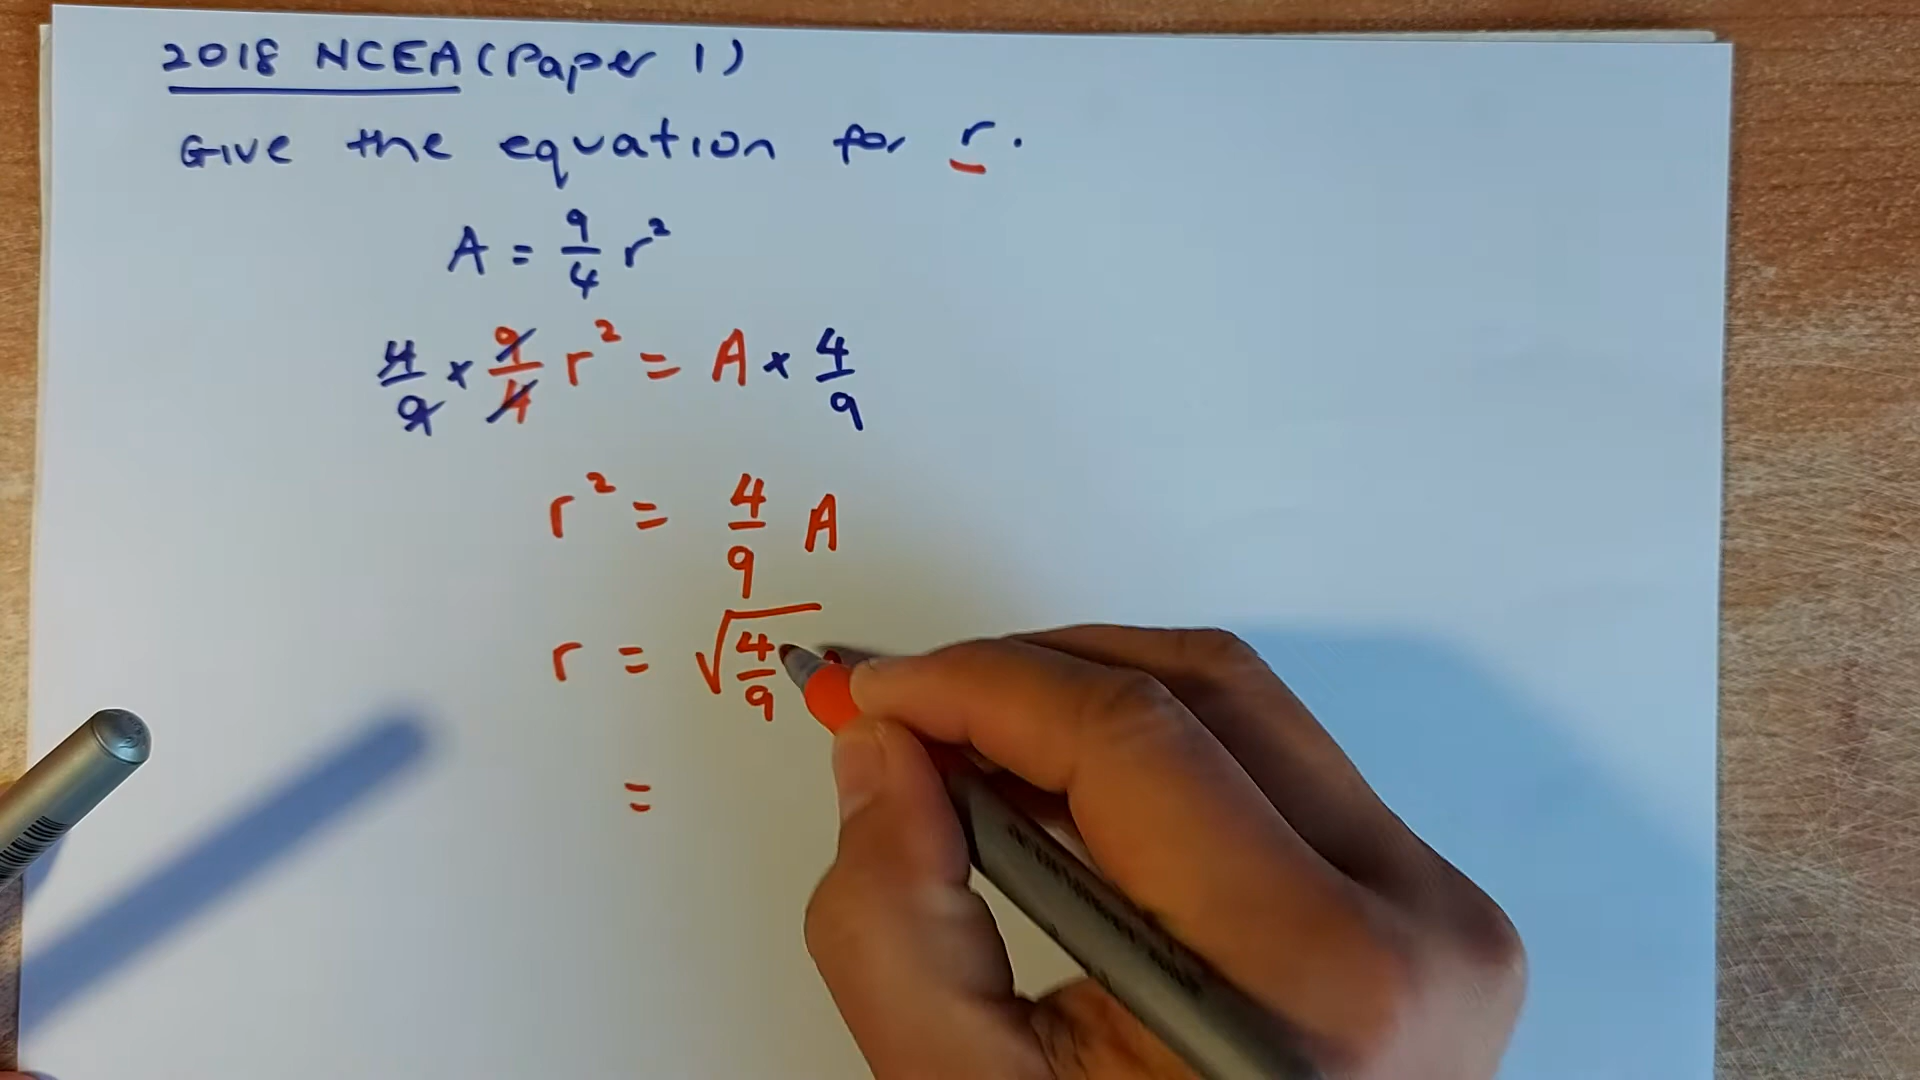 2018 NCEA (Paper 1)
Give the equation for r.
A = 9/4 r²
4/9 × 9/4 r² = A × 4/9
r² = 4/9 A
r = √4/9
=